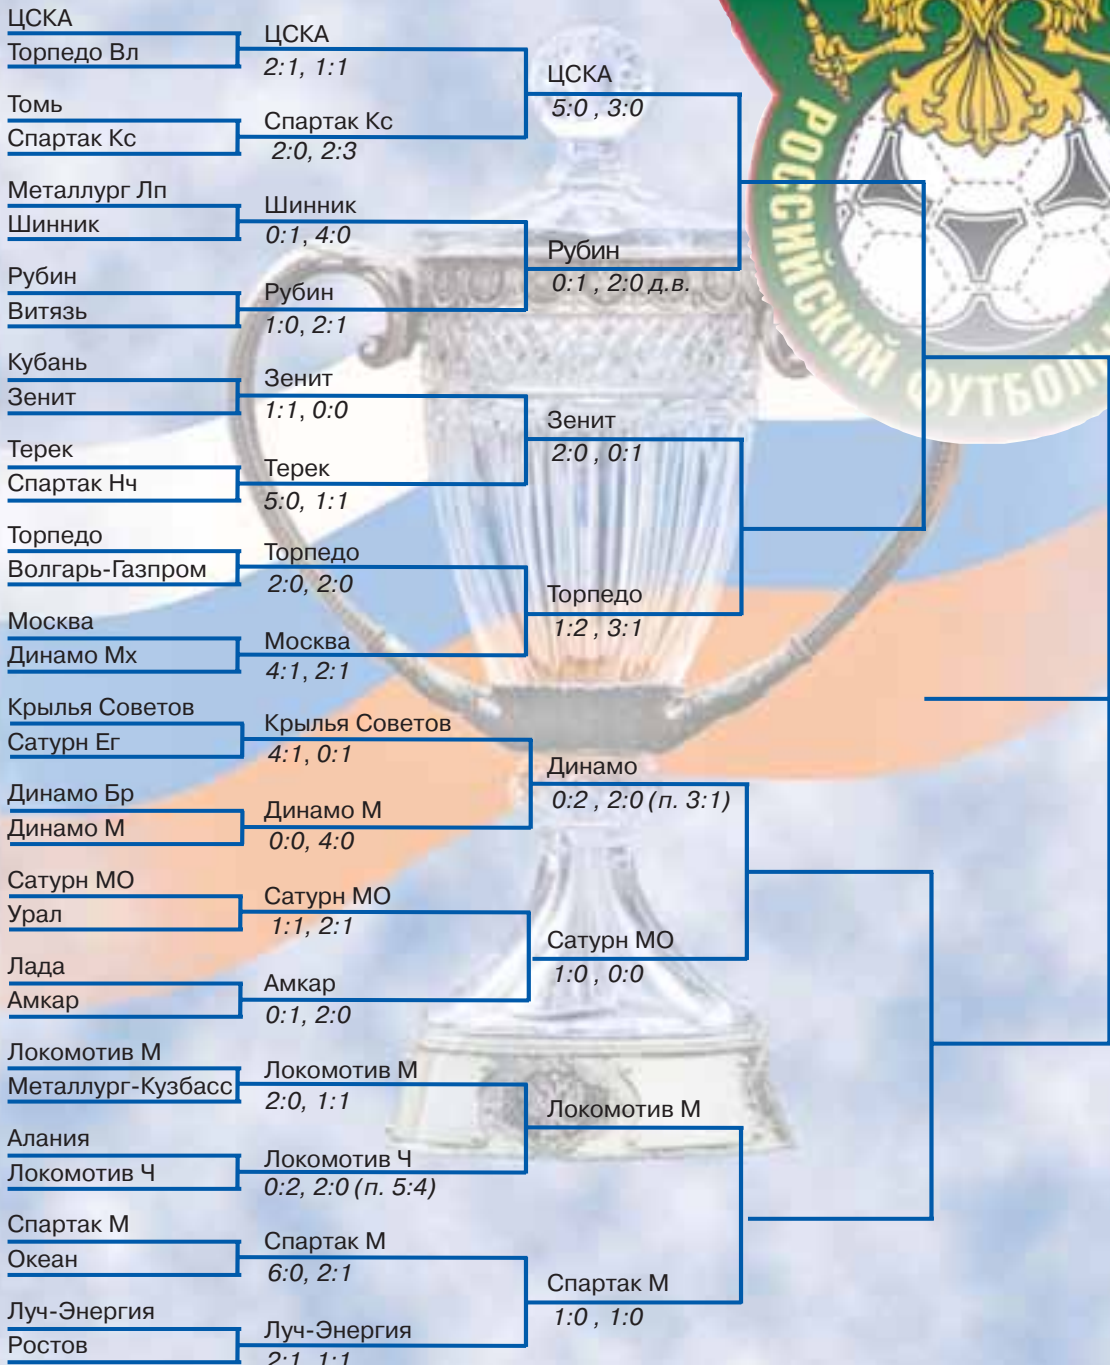 ЦСКА
Торпедо Вл
Томь
Спартак Кс
Металлург Лп
Шинник
Рубин
Витязь
Кубань
Зенит
Терек
Спартак Нч
Торпедо
Волгарь-Газпром
Москва
Динамо Мх
Крылья Советов
Сатурн Ег
Динамо Бр
Динамо М
Сатурн МО
Урал
Лада
Амкар
Локомотив М
Металлург-Кузбасс
Алания
Локомотив Ч
Спартак М
Океан
Луч-Энергия
Ростов
ЦСКА
2:1, 1:1
Спартак Кс
2:0, 2:3
Шинник
0:1, 4:0
Рубин
1:0, 2:1
Зенит
1:1, 0:0
Терек
5:0, 1:1
Торпедо
2:0, 2:0
Москва
4:1, 2:1
Крылья Советов
4:1, 0:1
Динамо М
0:0, 4:0
Сатурн МО
1:1, 2:1
Амкар
0:1, 2:0
Локомотив М
2:0, 1:1
Локомотив Ч
0:2, 2:0 (п. 5:4)
Спартак М
6:0, 2:1
Луч-Энергия
2:1, 1:1
ЦСКА
5:0 , 3:0
Рубин
0:1 , 2:0 д.в.
Зенит
2:0 , 0:1
Торпедо
1:2 , 3:1
Динамо
0:2 , 2:0 (п. 3:1)
Сатурн МО
1:0 , 0:0
Локомотив М
Спартак М
1:0 , 1:0
РОССИЙСКИЙ